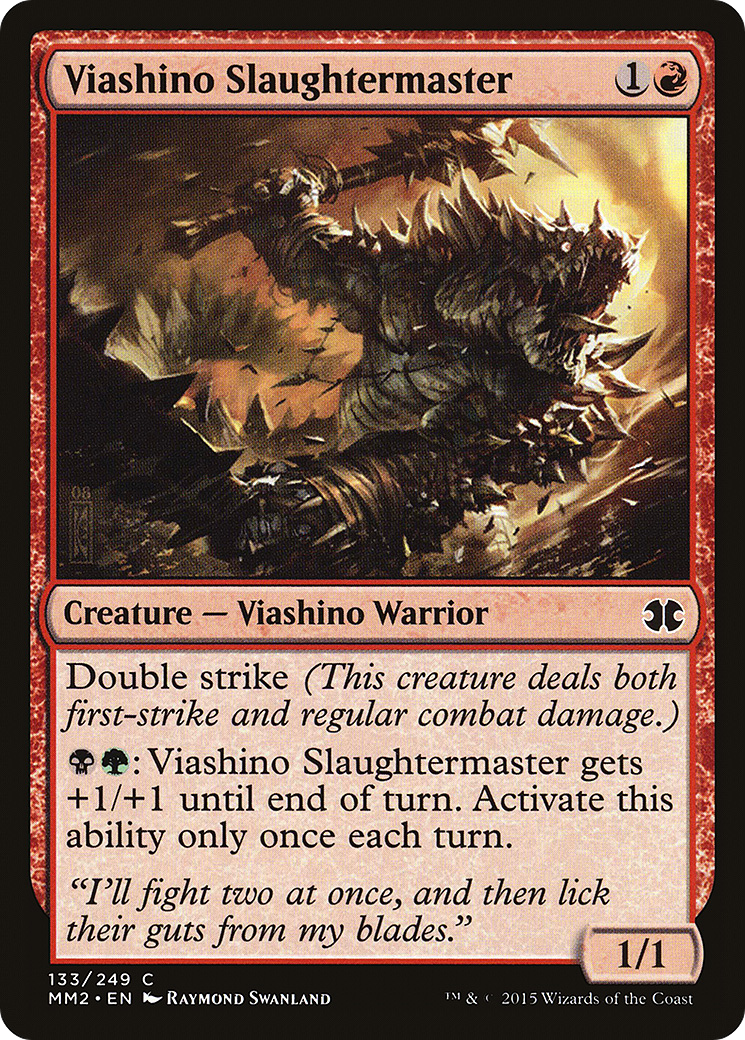 Viashino Slaughtermaster 1
08
Creature — Viashino Warrior
Double strike (This creature deals both
first-strike and regular combat damage.)
: Viashino Slaughtermaster gets
+1/+1 until end of turn. Activate this
ability only once each turn.
“I’ll fight two at once, and then lick
their guts from my blades.”
1/1
133/249 C
MM2 • EN Raymond Swanland
™ & © 2015 Wizards of the Coast